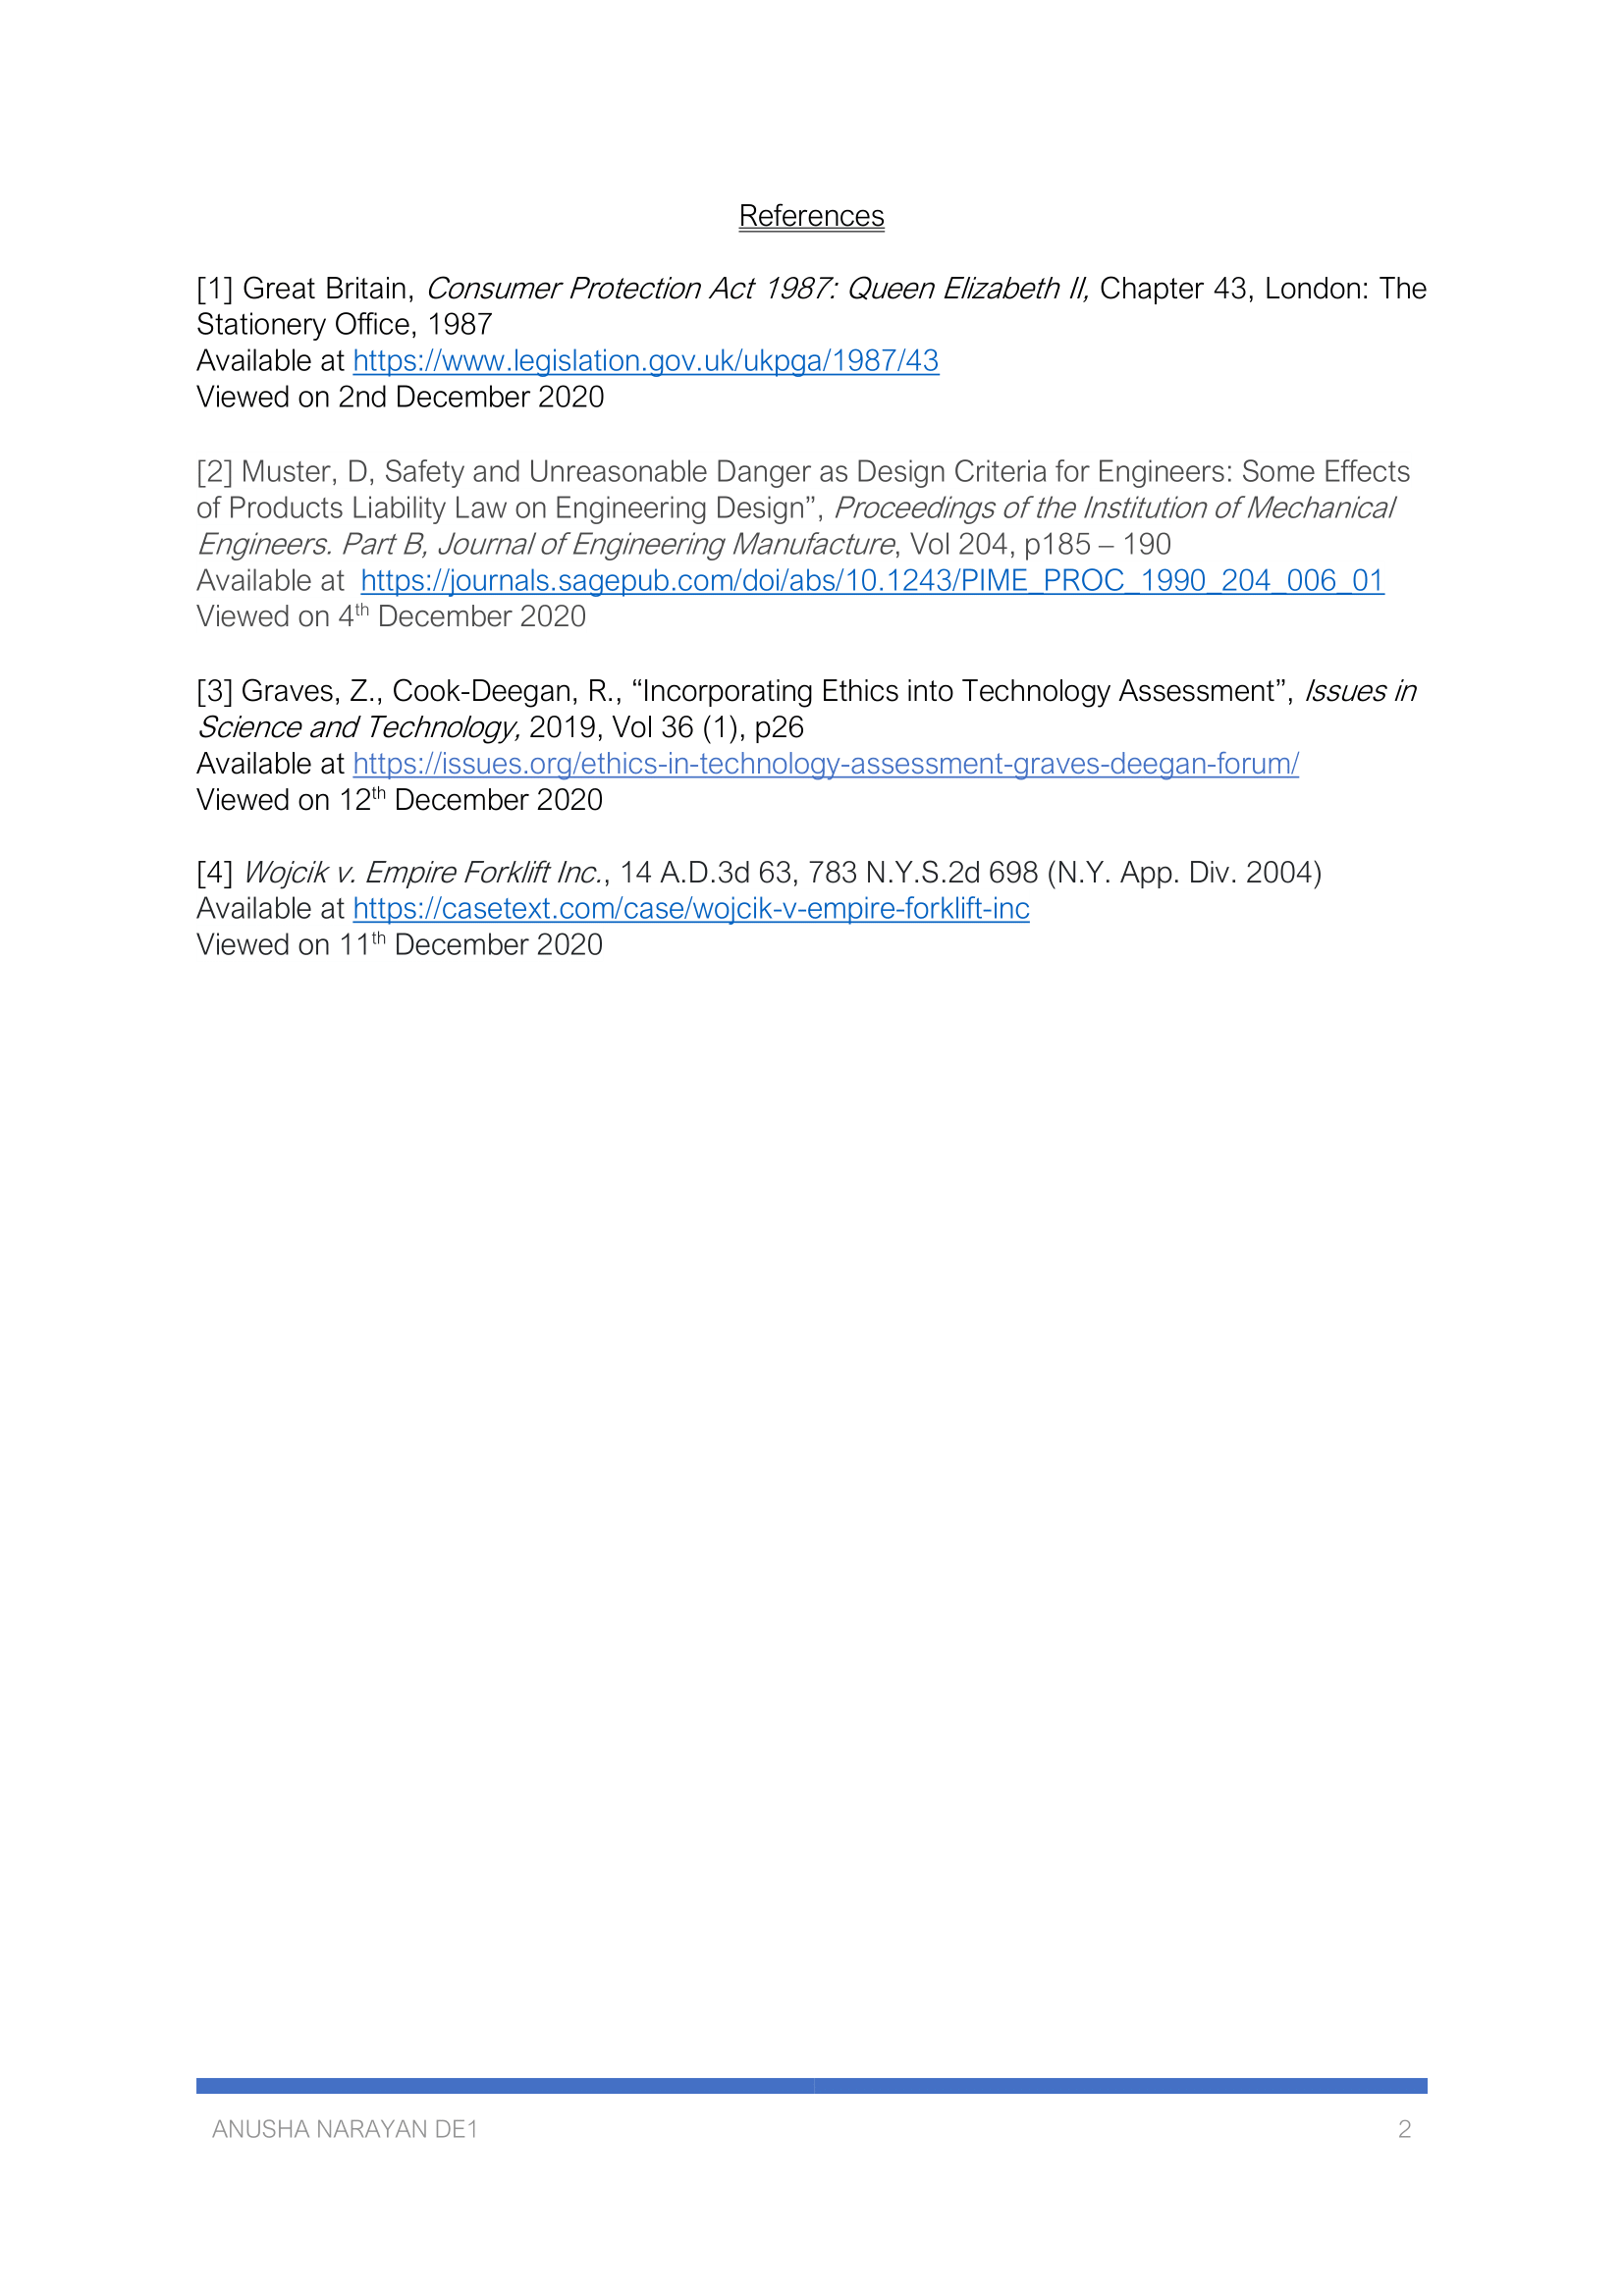 References
[1] Great Britain, Consumer Protection Act 1987: Queen Elizabeth II, Chapter 43, London: The
Stationery Office, 1987
Available at https://www.legislation.gov.uk/ukpga/1987/43
Viewed on 2nd December 2020
[2] Muster, D, Safety and Unreasonable Danger as Design Criteria for Engineers: Some Effects
of Products Liability Law on Engineering Design”, Proceedings of the Institution of Mechanical
Engineers. Part B, Journal of Engineering Manufacture, Vol 204, p185 – 190
Available at  https://journals.sagepub.com/doi/abs/10.1243/PIME_PROC_1990_204_006_01
Viewed on 4th December 2020
[3] Graves, Z., Cook-Deegan, R., “Incorporating Ethics into Technology Assessment”, Issues in
Science and Technology, 2019, Vol 36 (1), p26
Available at https://issues.org/ethics-in-technology-assessment-graves-deegan-forum/
Viewed on 12th December 2020
[4] Wojcik v. Empire Forklift Inc., 14 A.D.3d 63, 783 N.Y.S.2d 698 (N.Y. App. Div. 2004)
Available at https://casetext.com/case/wojcik-v-empire-forklift-inc
Viewed on 11th December 2020
ANUSHA NARAYAN DE1 2